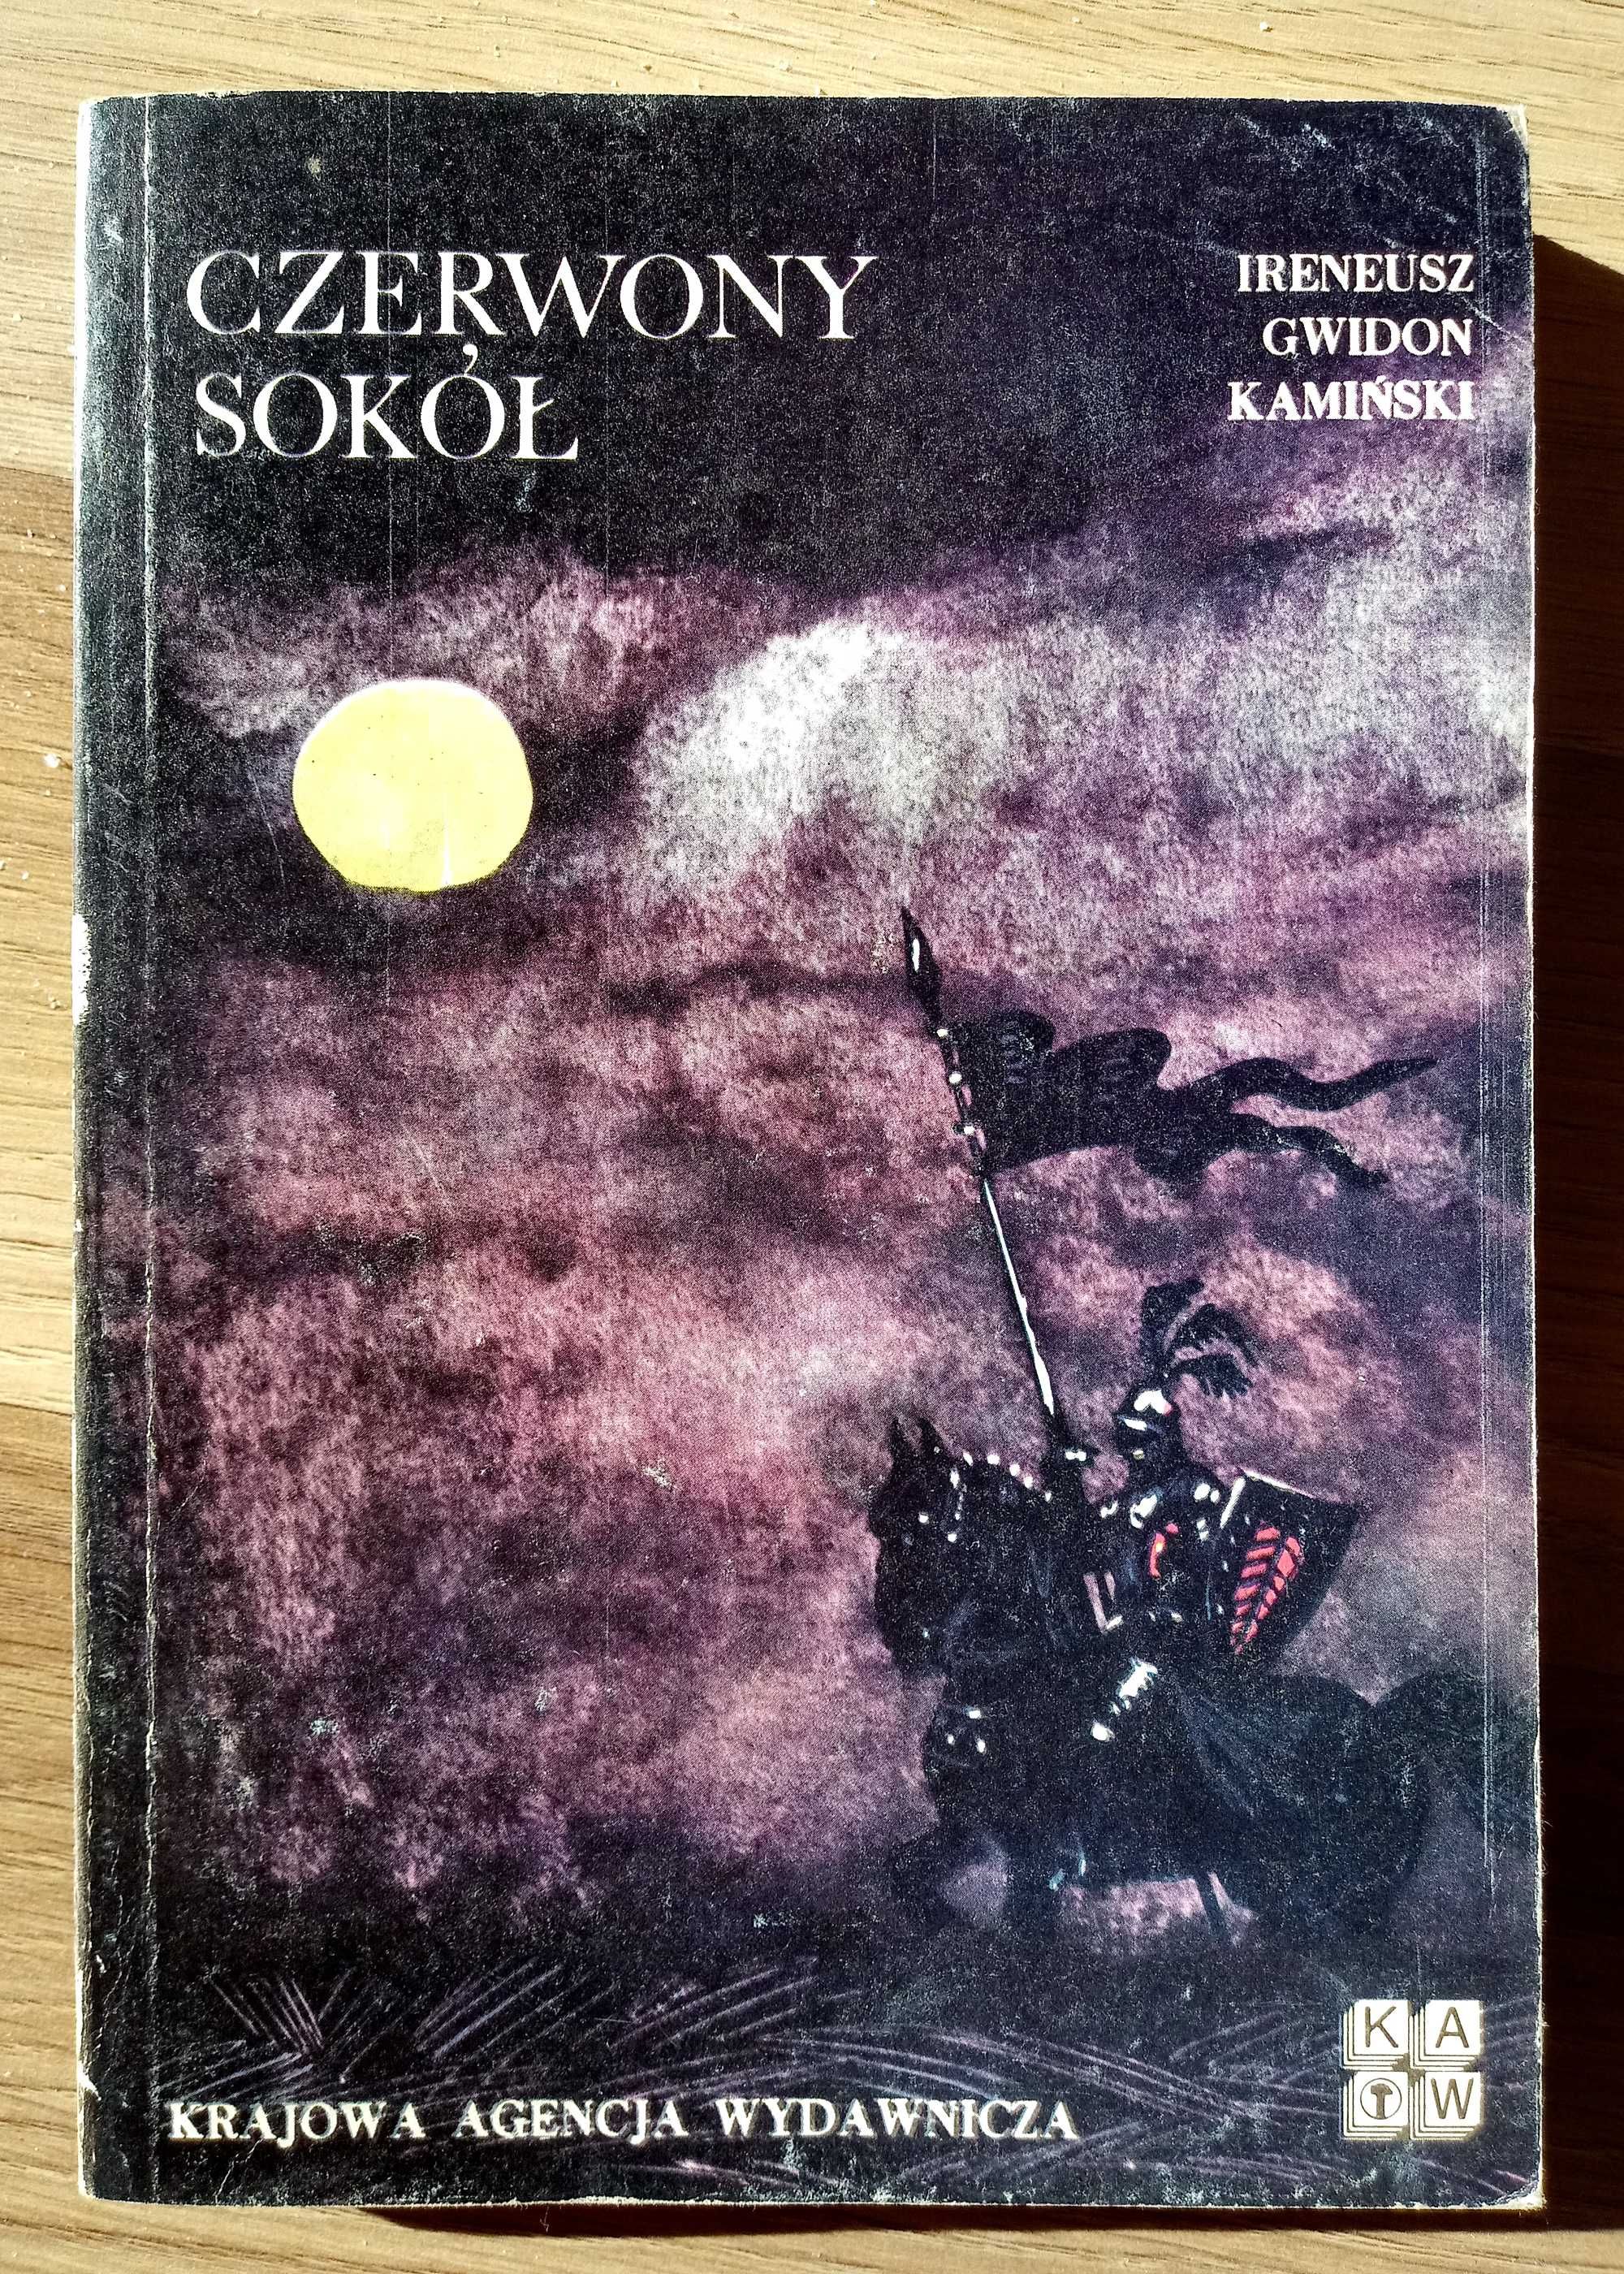 CZERWONY
SOKÓŁ
IRENEUSZ
GWIDON
KAMIŃSKI
K A
T W
KRAJOWA AGENCJA WYDAWNICZA